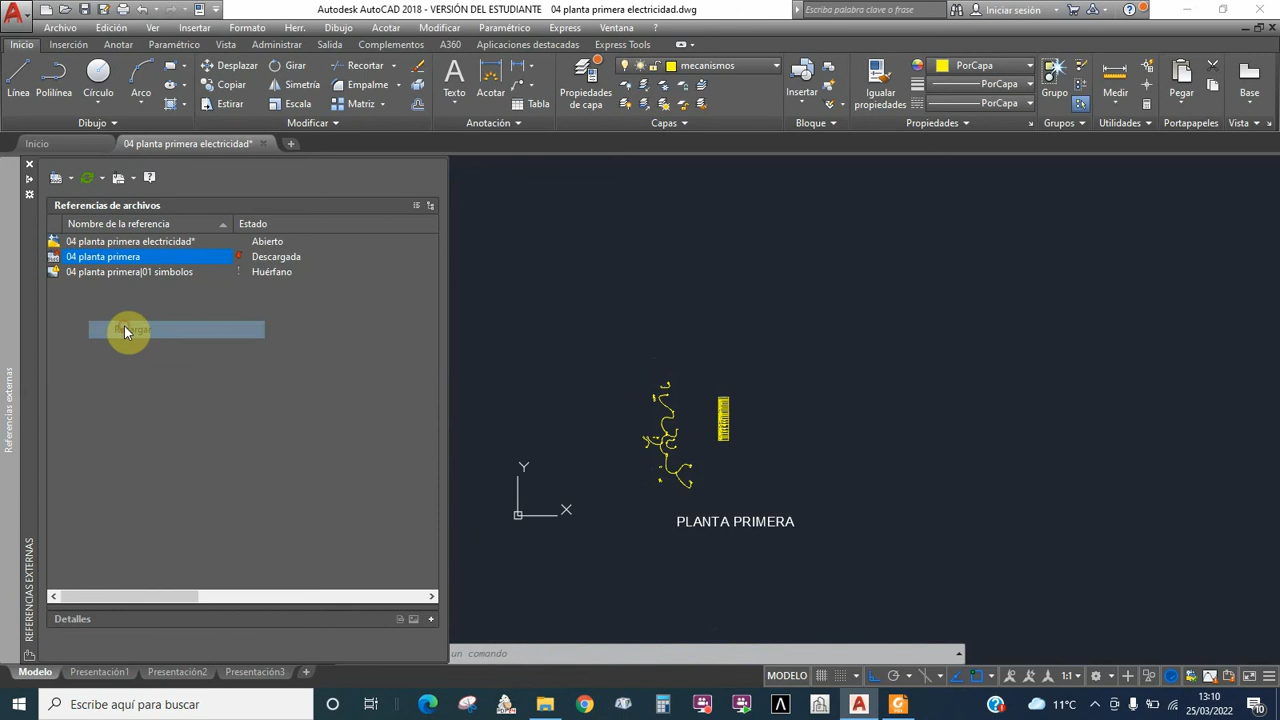 Autodesk AutoCAD 2018 - VERSIÓN DEL ESTUDIANTE 04 planta primera electricidad.dwg
Escriba palabra clave o frase
Iniciar sesión
Archivo Edición Ver Insertar Formato Herr. Dibujo Acotar Modificar Paramétrico Express Ventana ?
Inicio Inserción Anotar Paramétrico Vista Administrar Salida Complementos A360 Aplicaciones destacadas Express Tools
Línea Polilínea Círculo Arco
Desplazar Girar Recortar
Copiar Simetría Empalme
Estirar Escala Matriz
Texto Acotar Tabla
Propiedades de capa
mecanismos
Insertar
Igualar propiedades
PorCapa
PorCapa
PorCapa
Grupo Medir Pegar Base
Dibujo Modificar Anotación Capas Bloque Propiedades Grupos Utilidades Portapapeles Vista
Inicio 04 planta primera electricidad*
Referencias de archivos
Nombre de la referencia Estado
04 planta primera electricidad* Abierto
04 planta primera Descargada
04 planta primera|01 simbolos Huérfano
Referencias externas
REFERENCIAS EXTERNAS
Y
X
PLANTA PRIMERA
Detalles
un comando
Modelo Presentación1 Presentación2 Presentación3 +
MODELO 1:1
Escribe aquí para buscar
11°C
13:10
25/03/2022